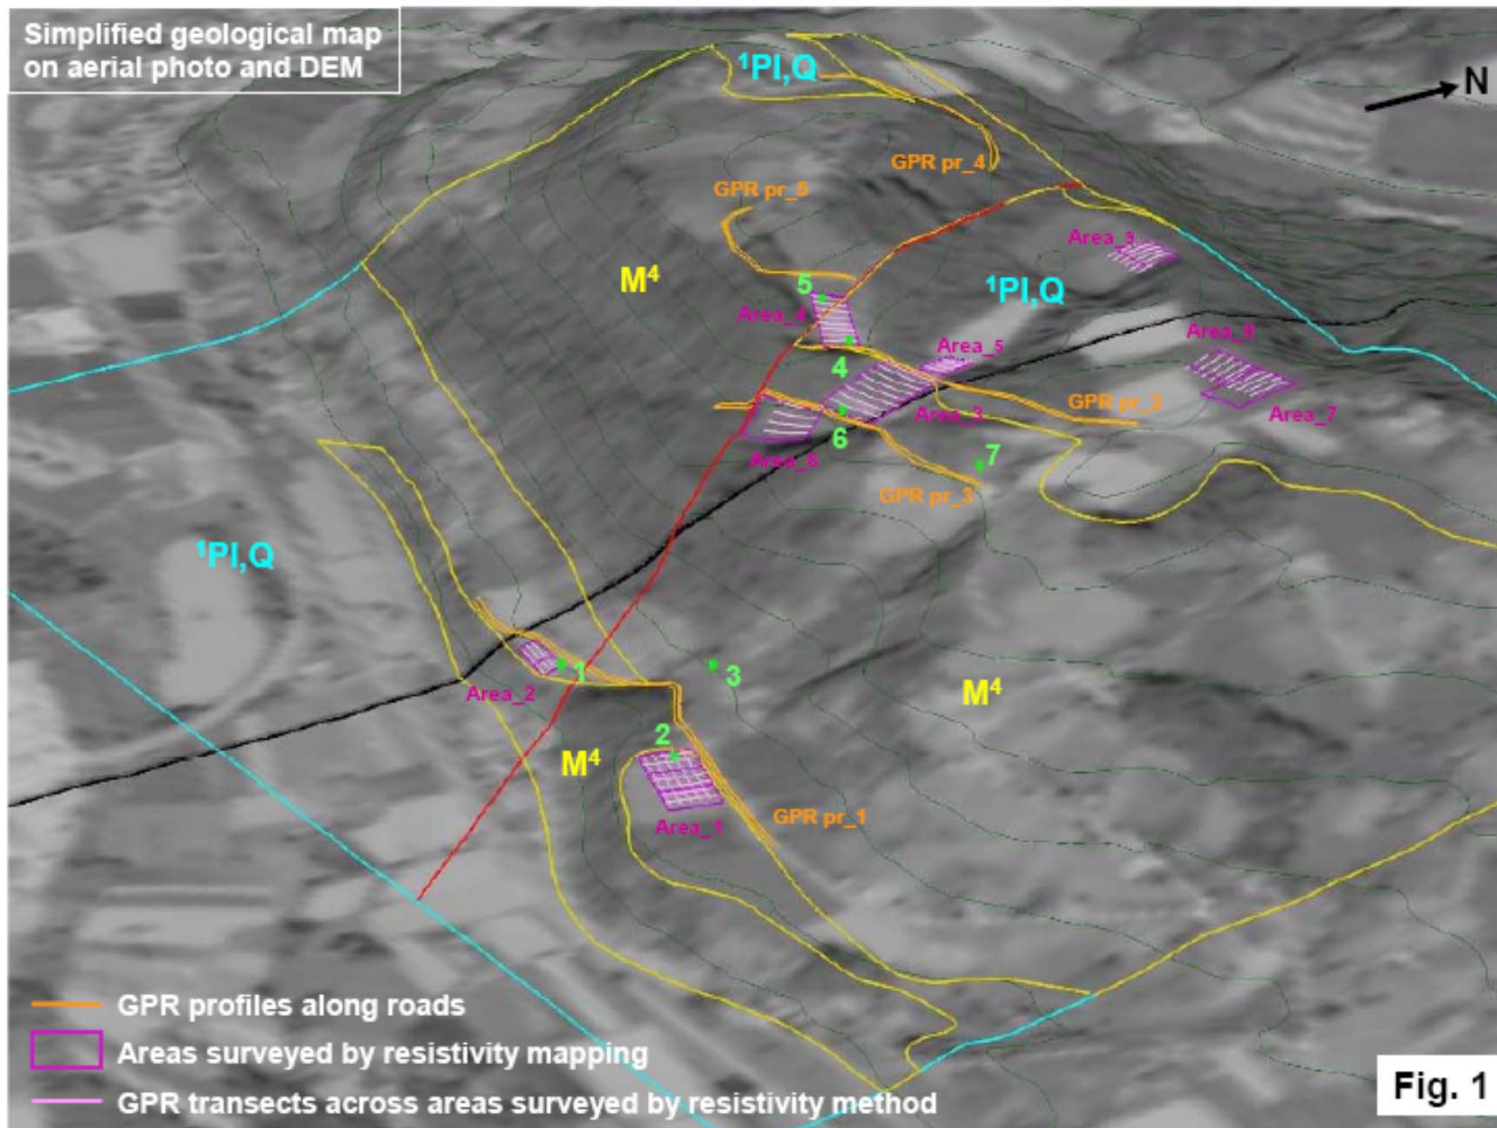 Simplified geological map
on aerial photo and DEM
¹Pl,Q
N
GPR pr_4
GPR pr_5
Area_9
M⁴
5
¹Pl,Q
Area_4
Area_8
4
Area_5
GPR pr_2
Area_3
Area_7
6
Area_6
7
GPR pr_3
¹Pl,Q
1
3
Area_2
M⁴
2
M⁴
Area_1
GPR pr_1
GPR profiles along roads
Areas surveyed by resistivity mapping
GPR transects across areas surveyed by resistivity method
Fig. 1